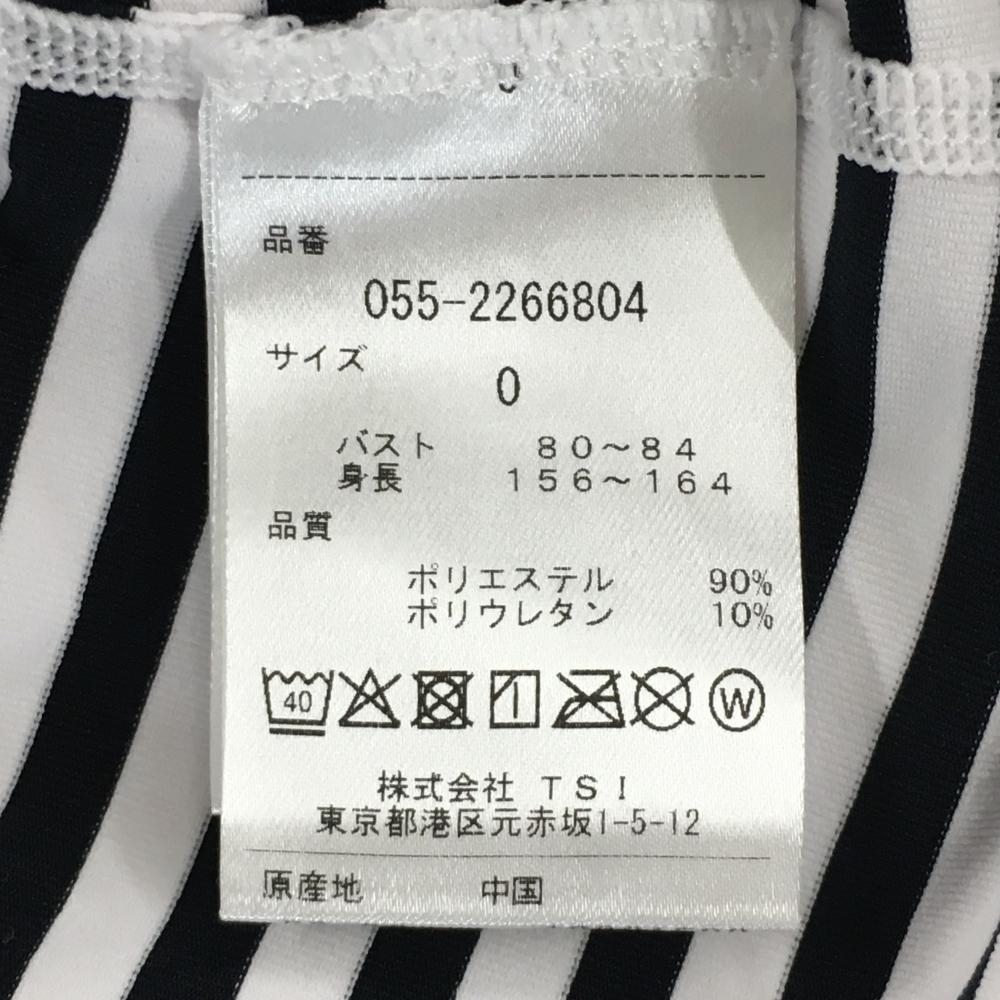 品番
055-2266804
サイズ
0
バスト 80～84
身長 156～164
品質
ポリエステル 90%
ポリウレタン 10%
40 W
株式会社 TSI
東京都港区元赤坂1-5-12
原産地 中国